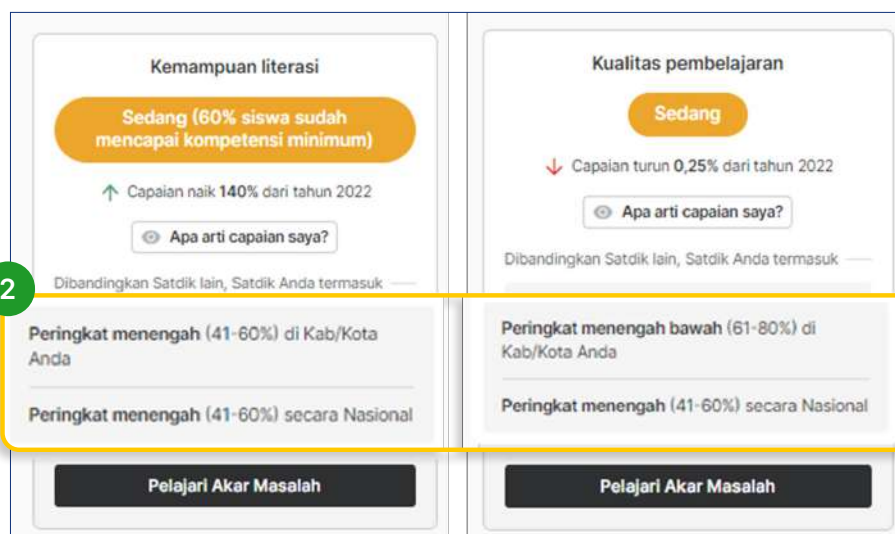 Kemampuan literasi
Sedang (60% siswa sudah
mencapai kompetensi minimum)
Capaian naik 140% dari tahun 2022
Apa arti capaian saya?
Dibandingkan Satdik lain, Satdik Anda termasuk
2
Peringkat menengah (41-60%) di Kab/Kota
Anda
Peringkat menengah (41-60%) secara Nasional
Pelajari Akar Masalah
Kualitas pembelajaran
Sedang
Capaian turun 0,25% dari tahun 2022
Apa arti capaian saya?
Dibandingkan Satdik lain, Satdik Anda termasuk
Peringkat menengah bawah (61-80%) di
Kab/Kota Anda
Peringkat menengah (41-60%) secara Nasional
Pelajari Akar Masalah